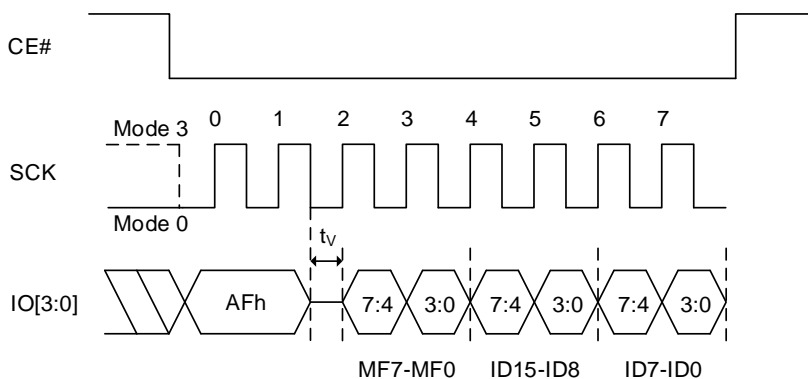 CE#
Mode 3
0 1 2 3 4 5 6 7
SCK
Mode 0
tV
IO[3:0]
AFh
7:4 3:0 7:4 3:0 7:4 3:0
MF7-MF0 ID15-ID8 ID7-ID0